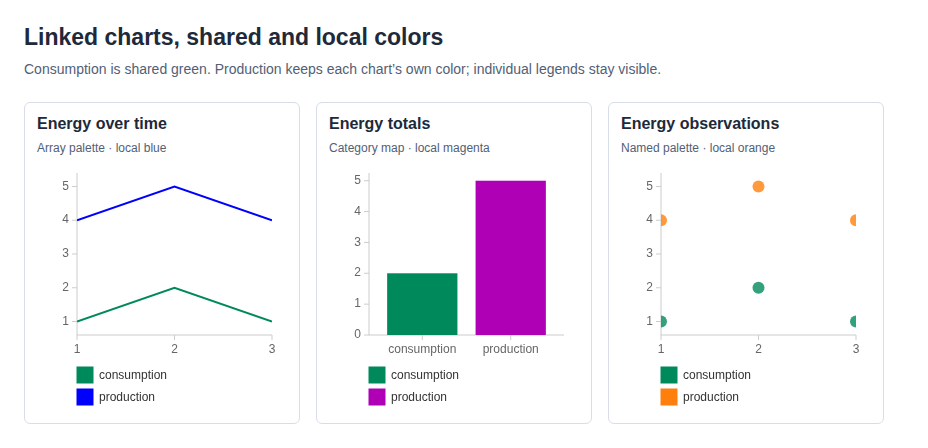 Linked charts, shared and local colors
Consumption is shared green. Production keeps each chart's own color; individual legends stay visible.
Energy over time
Array palette · local blue
5
4
3
2
1
1 2 3
consumption
production
Energy totals
Category map · local magenta
5
4
3
2
1
0
consumption production
consumption
production
Energy observations
Named palette · local orange
5
4
3
2
1
1 2 3
consumption
production